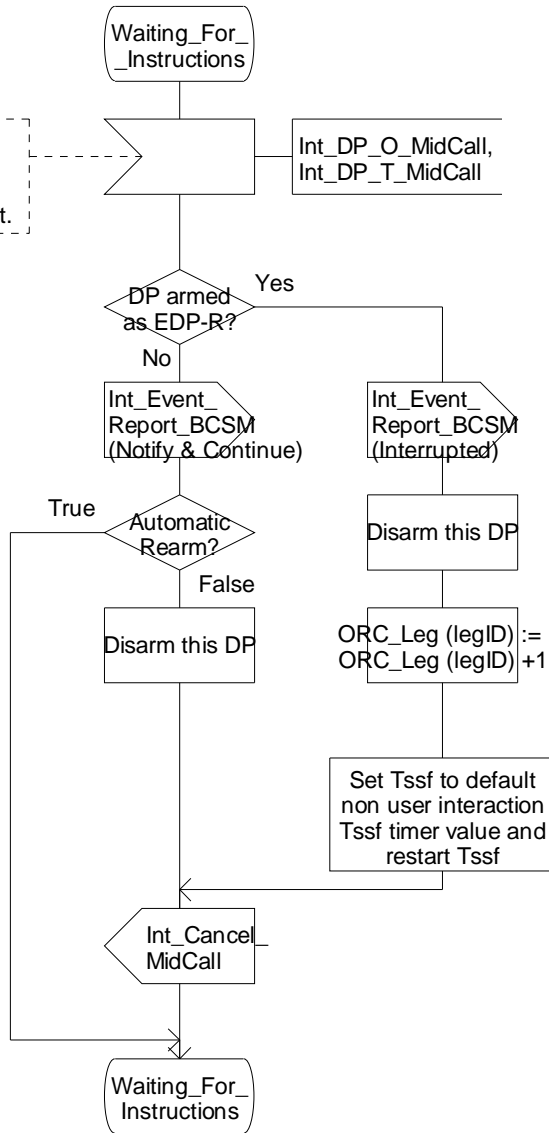 Waiting_For_
_Instructions
Int_DP_O_MidCall,
Int_DP_T_MidCall
t.
DP armed
as EDP-R?
Yes
No
Int_Event_
Report_BCSM
(Notify & Continue)
Int_Event_
Report_BCSM
(Interrupted)
True
Automatic
Rearm?
False
Disarm this DP
Disarm this DP
ORC_Leg (legID) :=
ORC_Leg (legID) +1
Set Tssf to default
non user interaction
Tssf timer value and
restart Tssf
Int_Cancel_
MidCall
Waiting_For_
Instructions